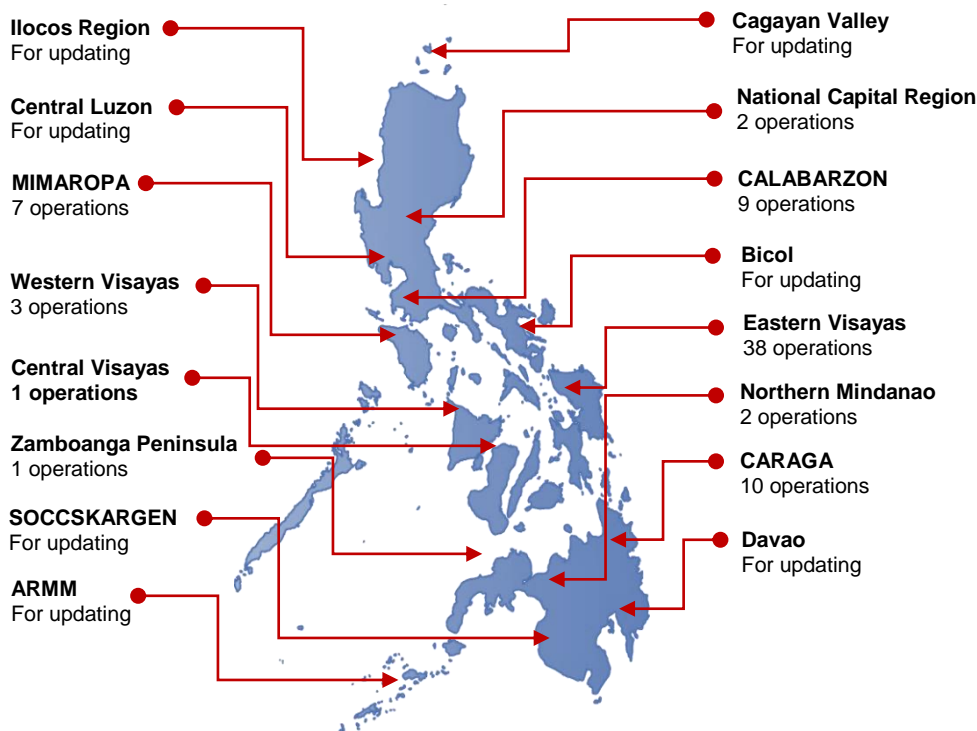 Ilocos Region
For updating
Central Luzon
For updating
MIMAROPA
7 operations
Western Visayas
3 operations
Central Visayas
1 operations
Zamboanga Peninsula
1 operations
SOCCSKARGEN
For updating
ARMM
For updating
Cagayan Valley
For updating
National Capital Region
2 operations
CALABARZON
9 operations
Bicol
For updating
Eastern Visayas
38 operations
Northern Mindanao
2 operations
CARAGA
10 operations
Davao
For updating